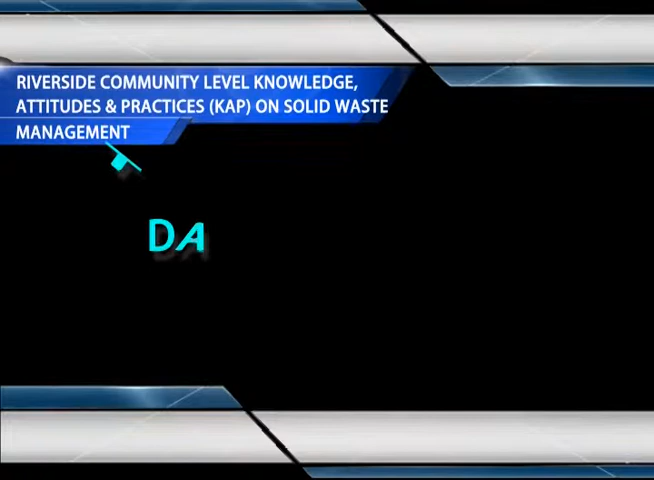 RIVERSIDE COMMUNITY LEVEL KNOWLEDGE,
ATTITUDES & PRACTICES (KAP) ON SOLID WASTE
MANAGEMENT
DA